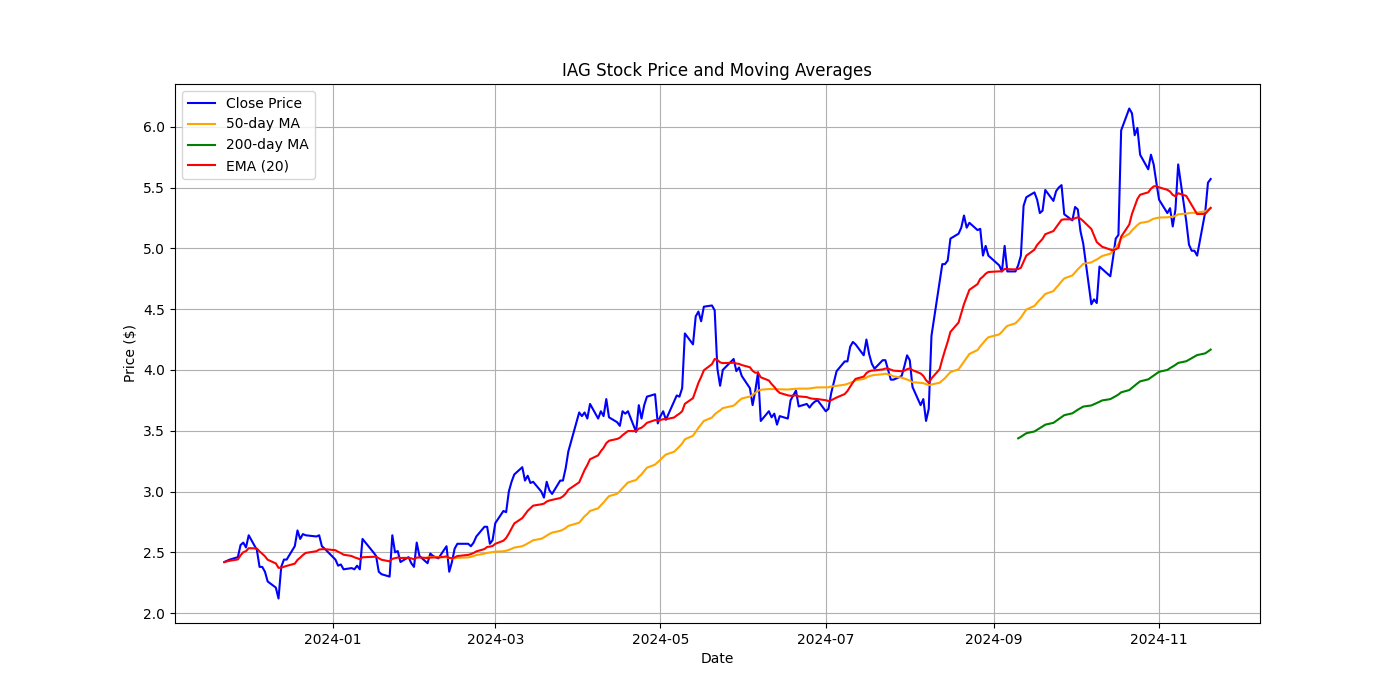 IAG Stock Price and Moving Averages
Close Price
50-day MA
200-day MA
EMA (20)
Price ($)
6.0
5.5
5.0
4.5
4.0
3.5
3.0
2.5
2.0
2024-01
2024-03
2024-05
2024-07
2024-09
2024-11
Date